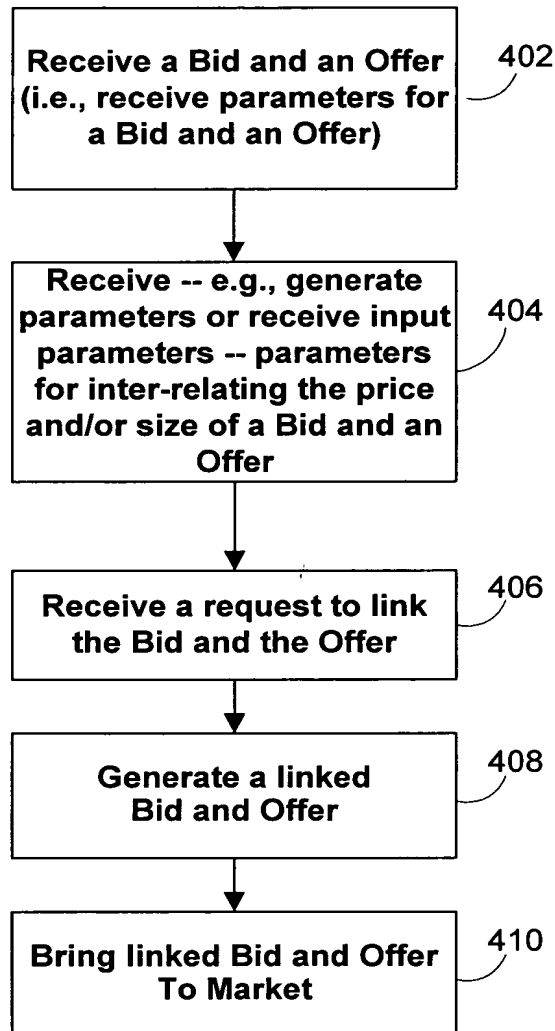 Receive a Bid and an Offer
(i.e., receive parameters for
a Bid and an Offer)
402
Receive -- e.g., generate
parameters or receive input
parameters -- parameters
for inter-relating the price
and/or size of a Bid and an
Offer
404
Receive a request to link
the Bid and the Offer
406
Generate a linked
Bid and Offer
408
Bring linked Bid and Offer
To Market
410